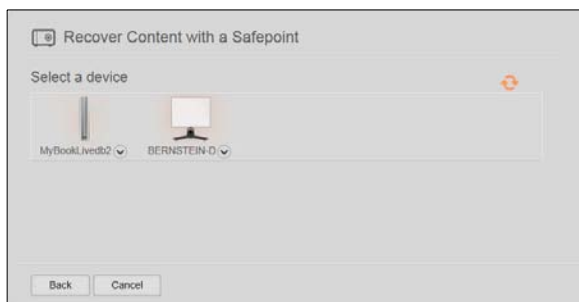 Recover Content with a Safepoint
Select a device
MyBookLivedb2 BERNSTEIN-D
Back Cancel